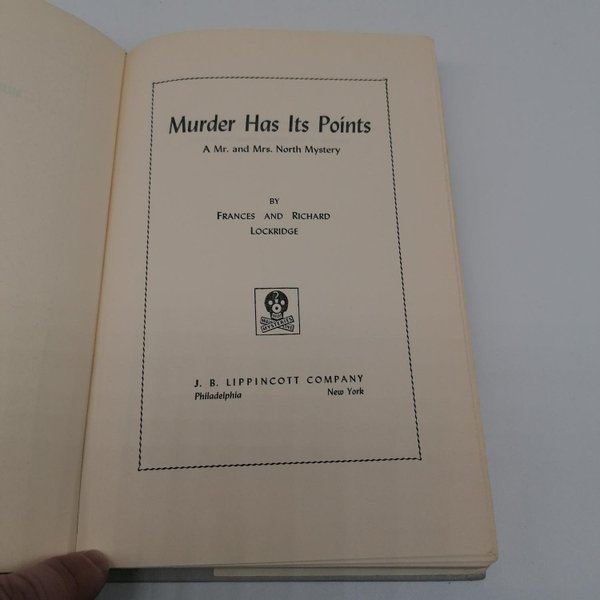 Murder Has Its Points
A Mr. and Mrs. North Mystery
BY
FRANCES AND RICHARD
LOCKRIDGE
J. B. LIPPINCOTT COMPANY
Philadelphia New York